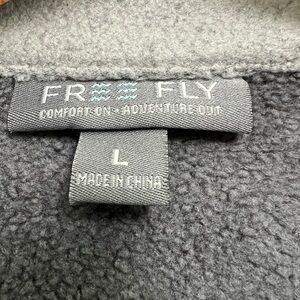 FREE FLY
COMFORT ON • ADVENTURE OUT
L
MADE IN CHINA